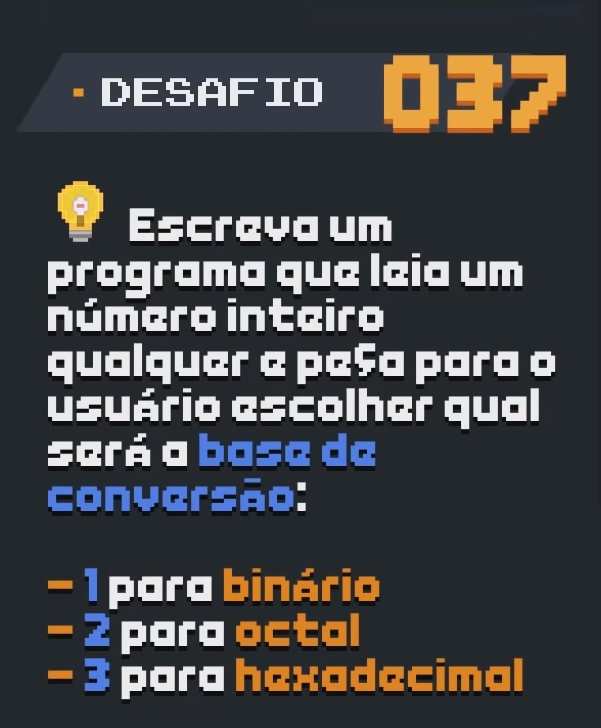 · DESAFIO 037
Escreva um
programa que leia um
número inteiro
qualquer e peça para o
usuário escolher qual
será a base de
conversão:
– 1 para binário
– 2 para octal
– 3 para hexadecimal